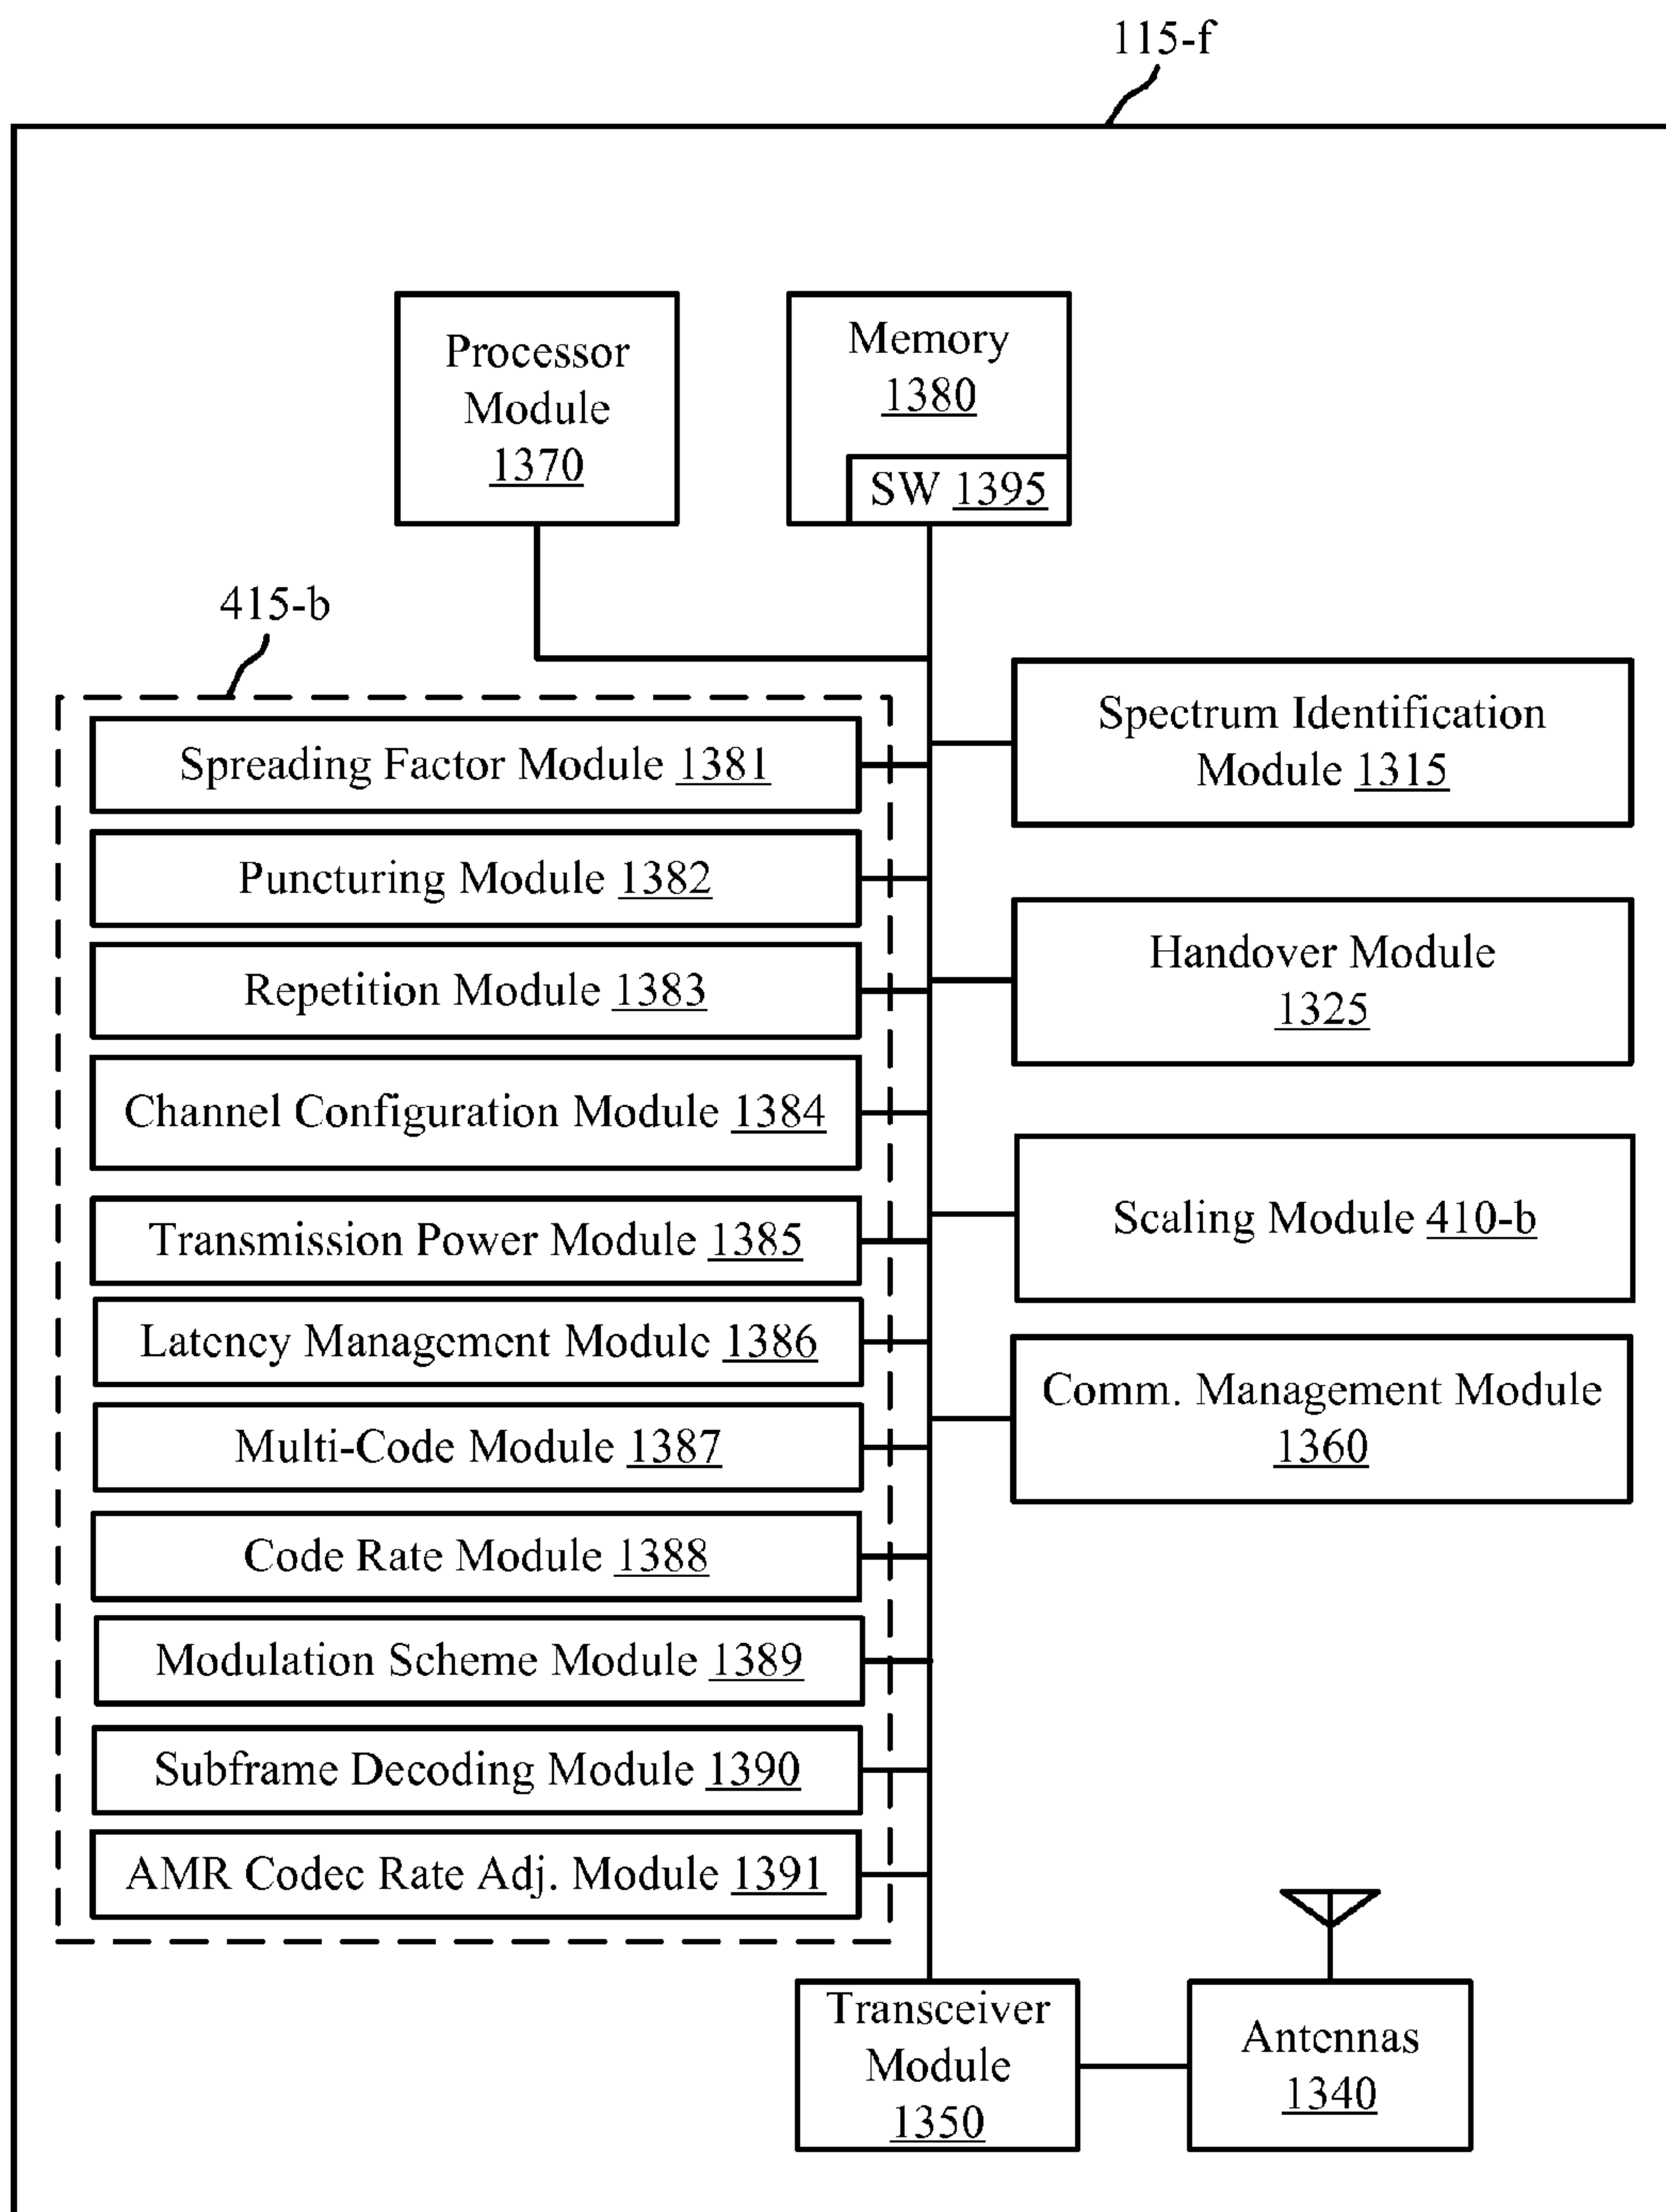 115-f
Processor
Module
1370
Memory
1380
SW 1395
415-b
Spreading Factor Module 1381
Puncturing Module 1382
Repetition Module 1383
Channel Configuration Module 1384
Transmission Power Module 1385
Latency Management Module 1386
Multi-Code Module 1387
Code Rate Module 1388
Modulation Scheme Module 1389
Subframe Decoding Module 1390
AMR Codec Rate Adj. Module 1391
Spectrum Identification
Module 1315
Handover Module
1325
Scaling Module 410-b
Comm. Management Module
1360
Transceiver
Module
1350
Antennas
1340